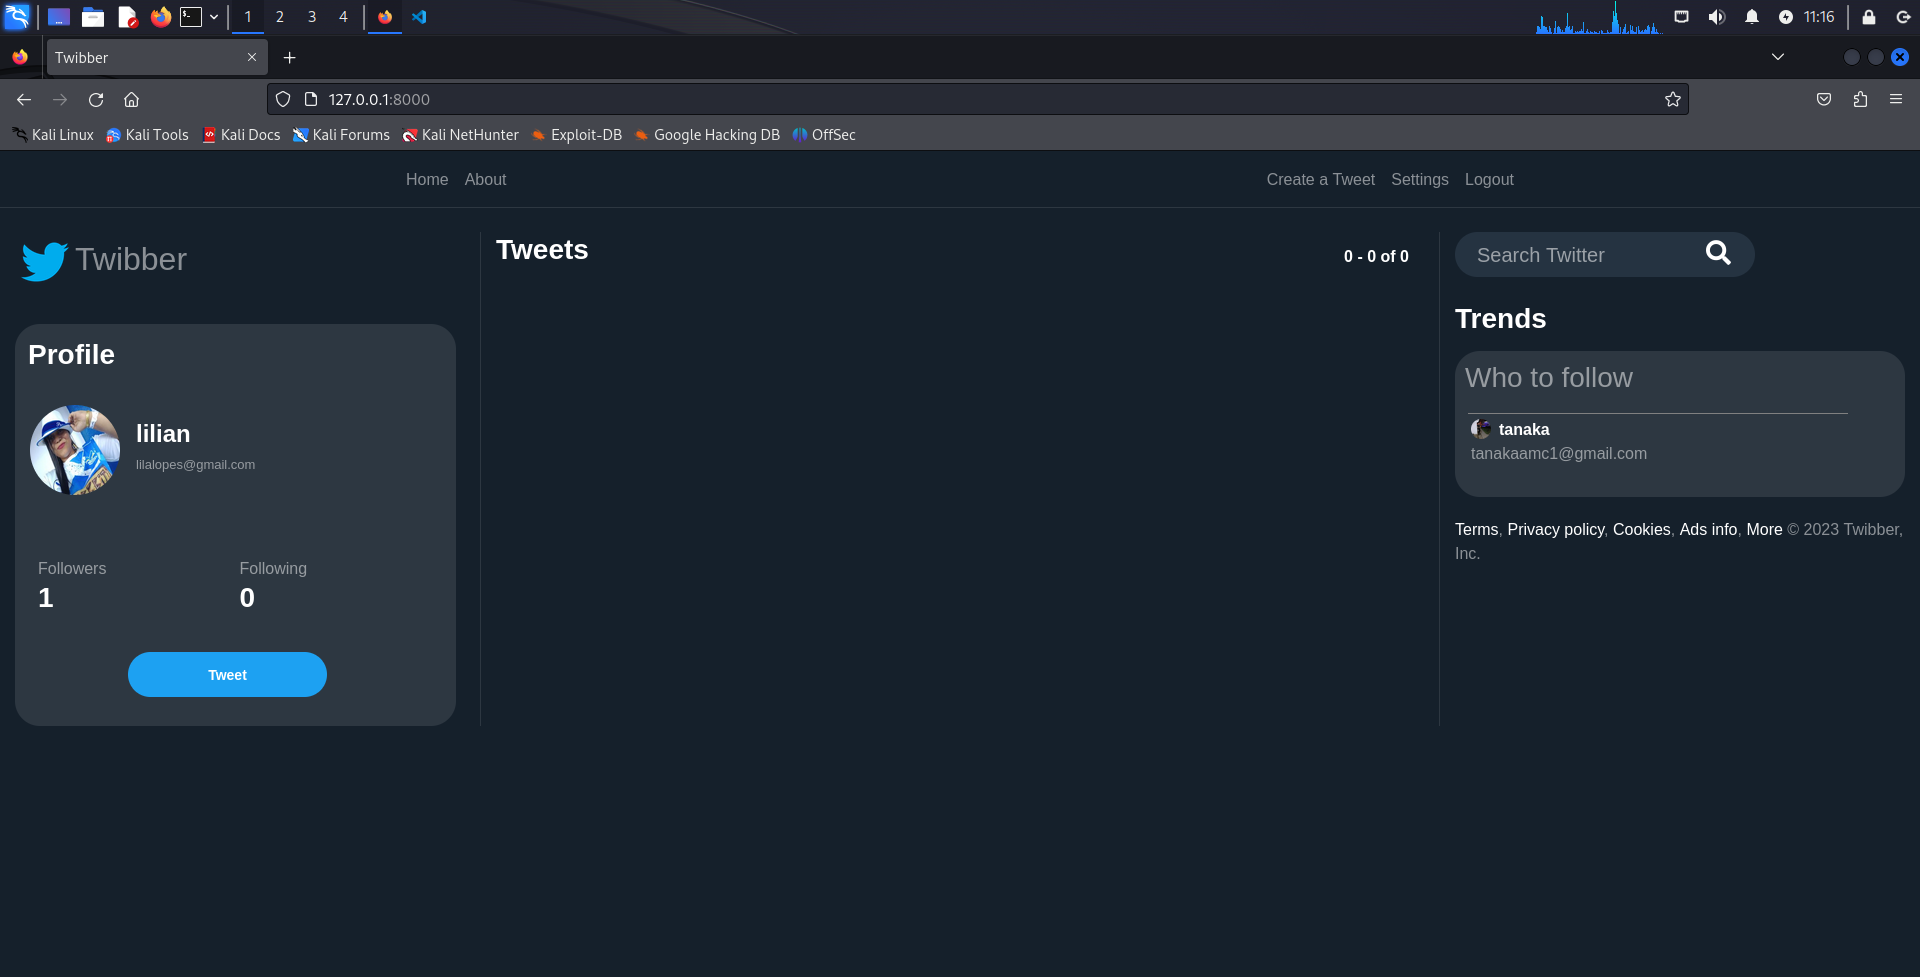 1 2 3 4 11:16
Twibber
127.0.0.1:8000
Kali Linux Kali Tools Kali Docs Kali Forums Kali NetHunter Exploit-DB Google Hacking DB OffSec
Home About Create a Tweet Settings Logout
Twibber
Profile
lilian
lilalopes@gmail.com
Followers Following
1 0
Tweet
Tweets 0 - 0 of 0
Search Twitter
Trends
Who to follow
tanaka
tanakaamc1@gmail.com
Terms, Privacy policy, Cookies, Ads info, More © 2023 Twibber,
Inc.